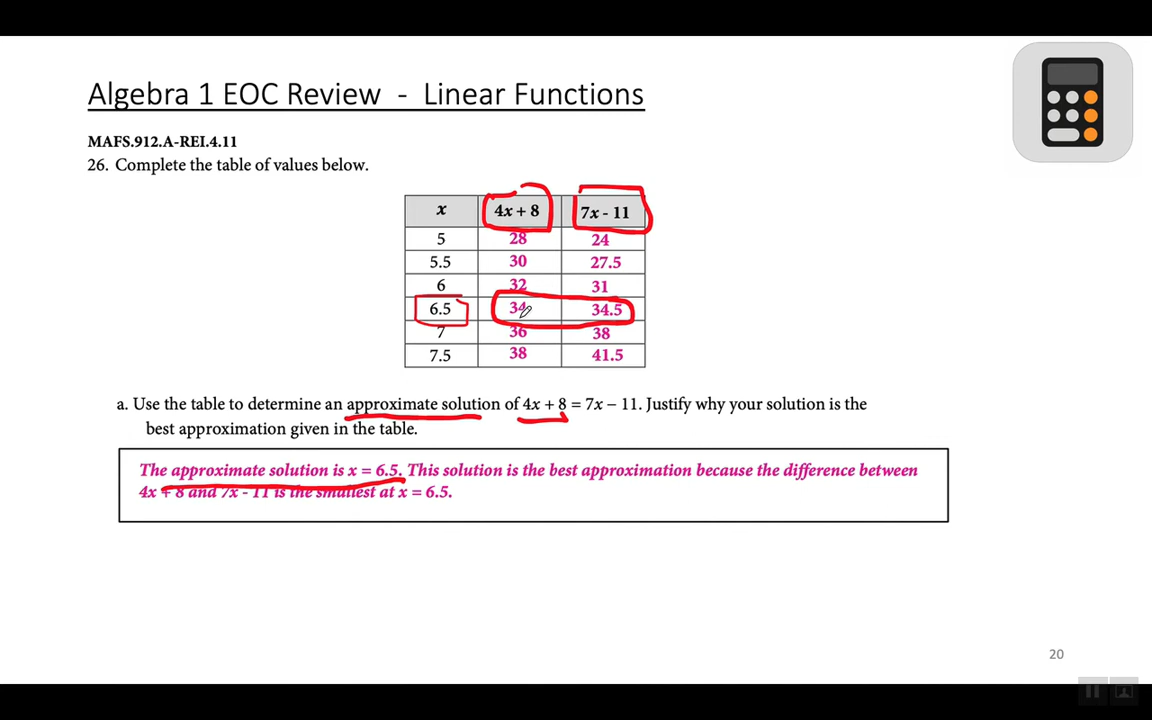 Algebra 1 EOC Review - Linear Functions
MAFS.912.A-REI.4.11
26. Complete the table of values below.
x 4x + 8 7x - 11
5 28 24
5.5 30 27.5
6 32 31
6.5 34 34.5
7 36 38
7.5 38 41.5
a. Use the table to determine an approximate solution of 4x + 8 = 7x − 11. Justify why your solution is the
best approximation given in the table.
The approximate solution is x = 6.5. This solution is the best approximation because the difference between
4x + 8 and 7x - 11 is the smallest at x = 6.5.
20